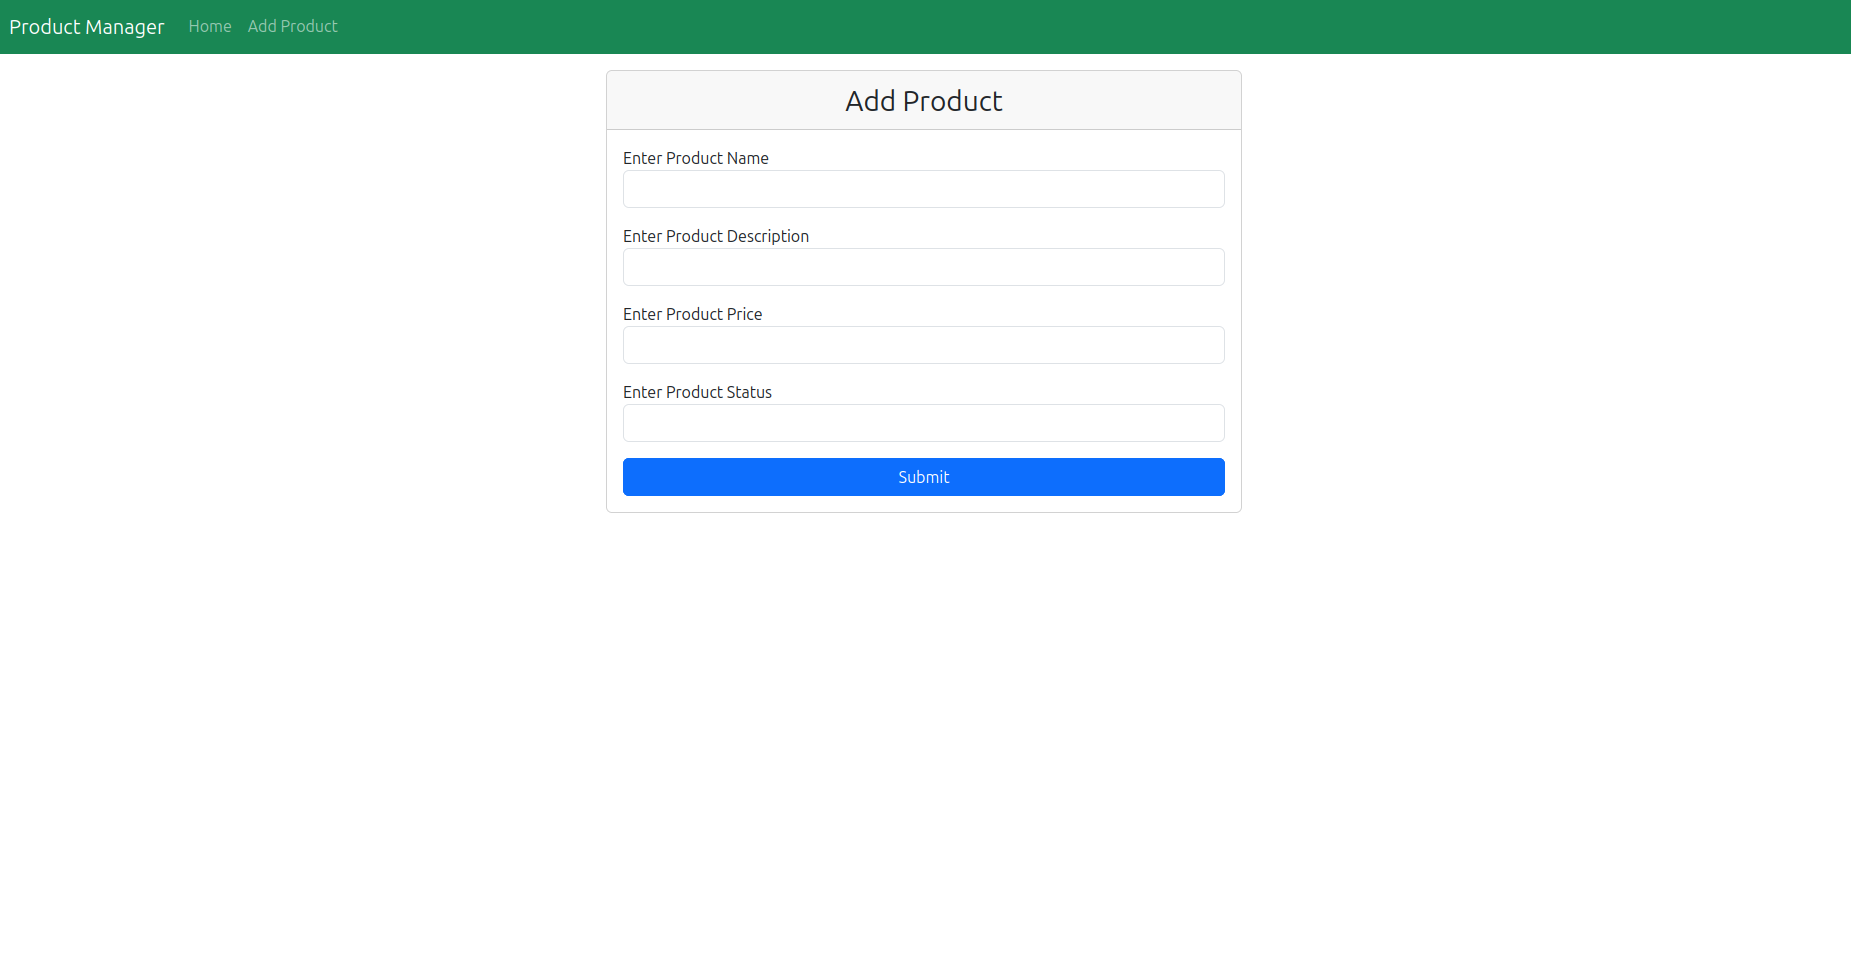 Product Manager Home Add Product
Add Product
Enter Product Name
Enter Product Description
Enter Product Price
Enter Product Status
Submit